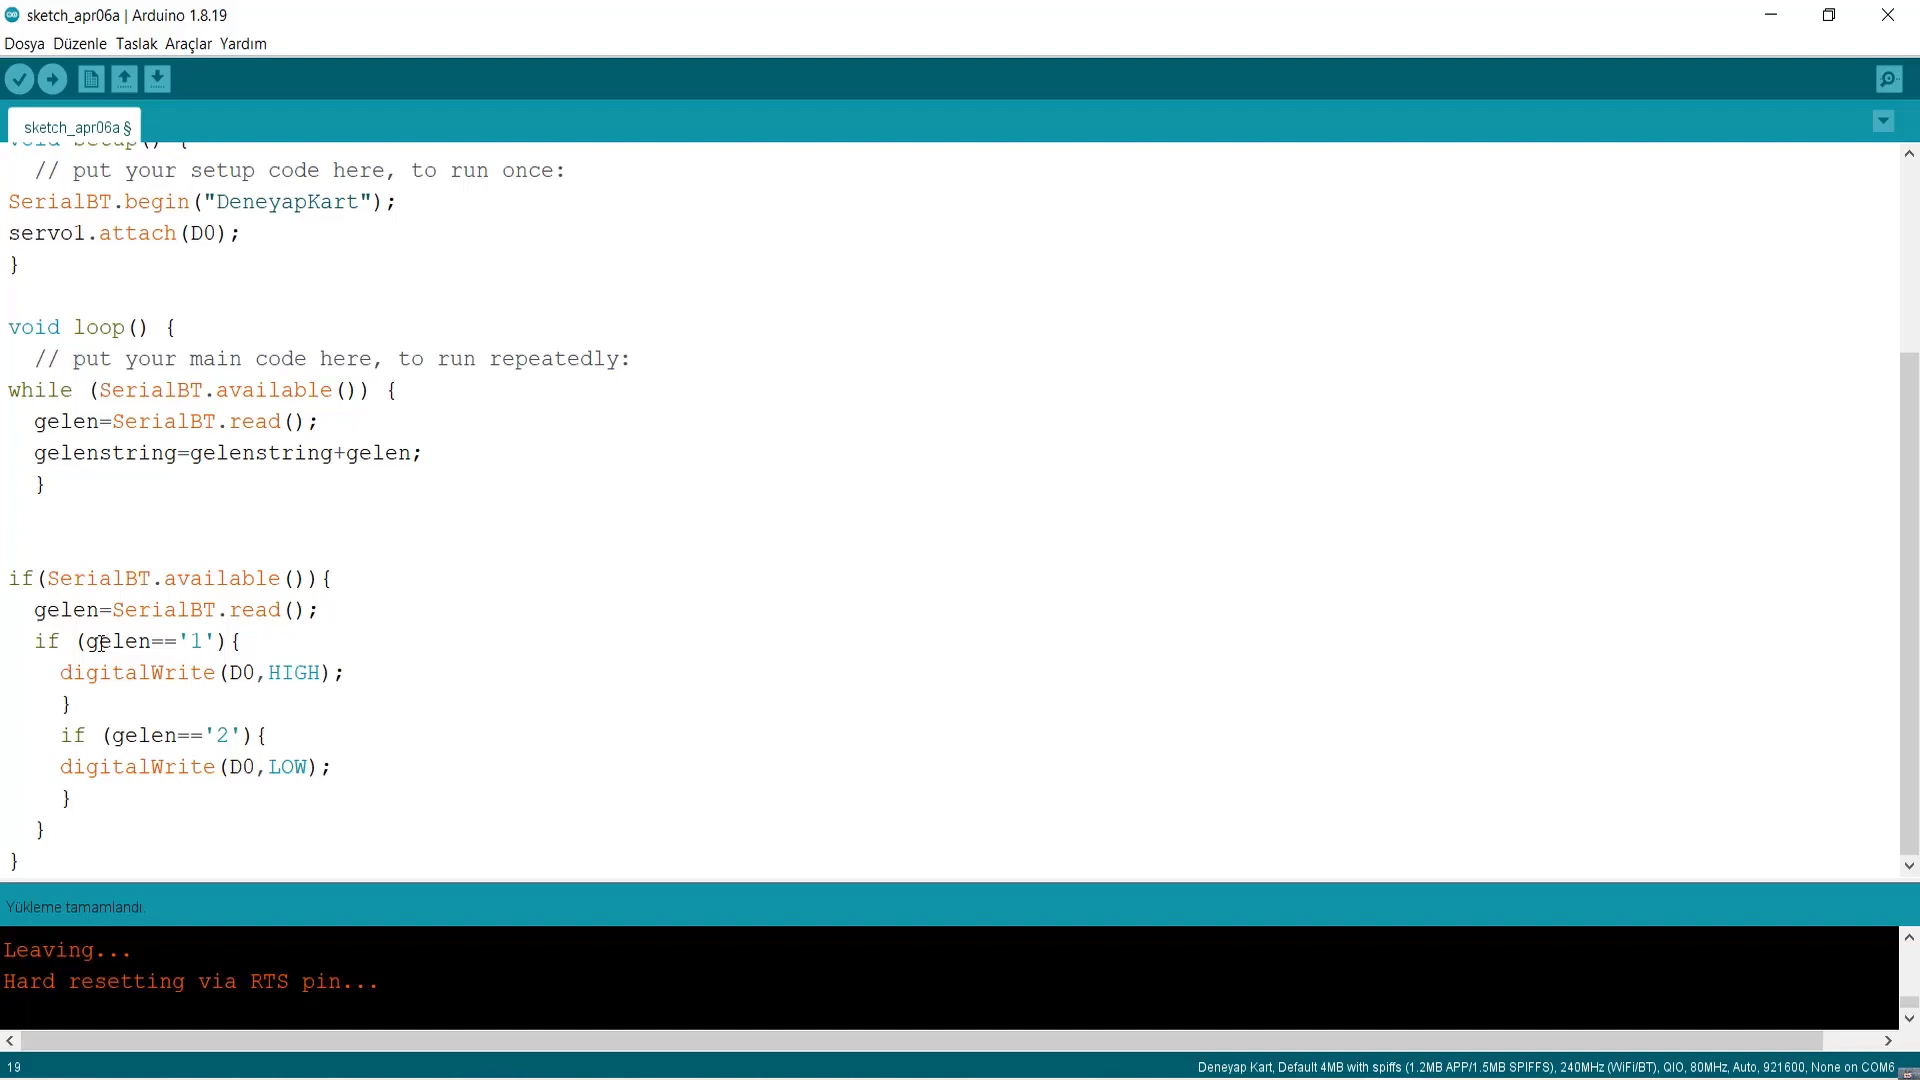 sketch_apr06a | Arduino 1.8.19
Dosya Düzenle Taslak Araçlar Yardım
sketch_apr06a §
void setup() {
// put your setup code here, to run once:
SerialBT.begin("DeneyapKart");
servo1.attach(D0);
}
void loop() {
// put your main code here, to run repeatedly:
while (SerialBT.available()) {
gelen=SerialBT.read();
gelenstring=gelenstring+gelen;
}
if(SerialBT.available()){
gelen=SerialBT.read();
if (gelen=='1'){
digitalWrite(D0,HIGH);
}
if (gelen=='2'){
digitalWrite(D0,LOW);
}
}
}
Yükleme tamamlandı.
Leaving...
Hard resetting via RTS pin...
19
Deneyap Kart, Default 4MB with spiffs (1.2MB APP/1.5MB SPIFFS), 240MHz (WiFi/BT), QIO, 80MHz, Auto, 921600, None on COM6